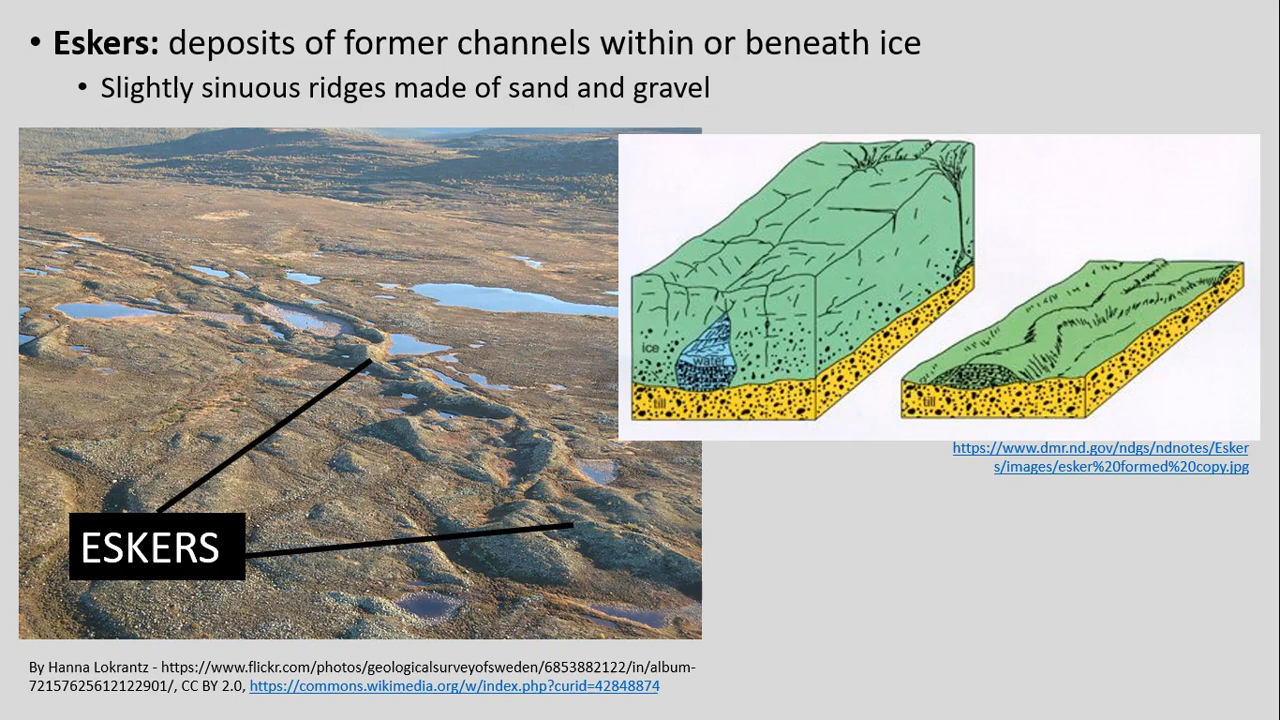 • Eskers: deposits of former channels within or beneath ice
• Slightly sinuous ridges made of sand and gravel
ice
water
till
till
https://www.dmr.nd.gov/ndgs/ndnotes/Esker
s/images/esker%20formed%20copy.jpg
ESKERS
By Hanna Lokrantz - https://www.flickr.com/photos/geologicalsurveyofsweden/6853882122/in/album-
72157625612122901/, CC BY 2.0, https://commons.wikimedia.org/w/index.php?curid=42848874